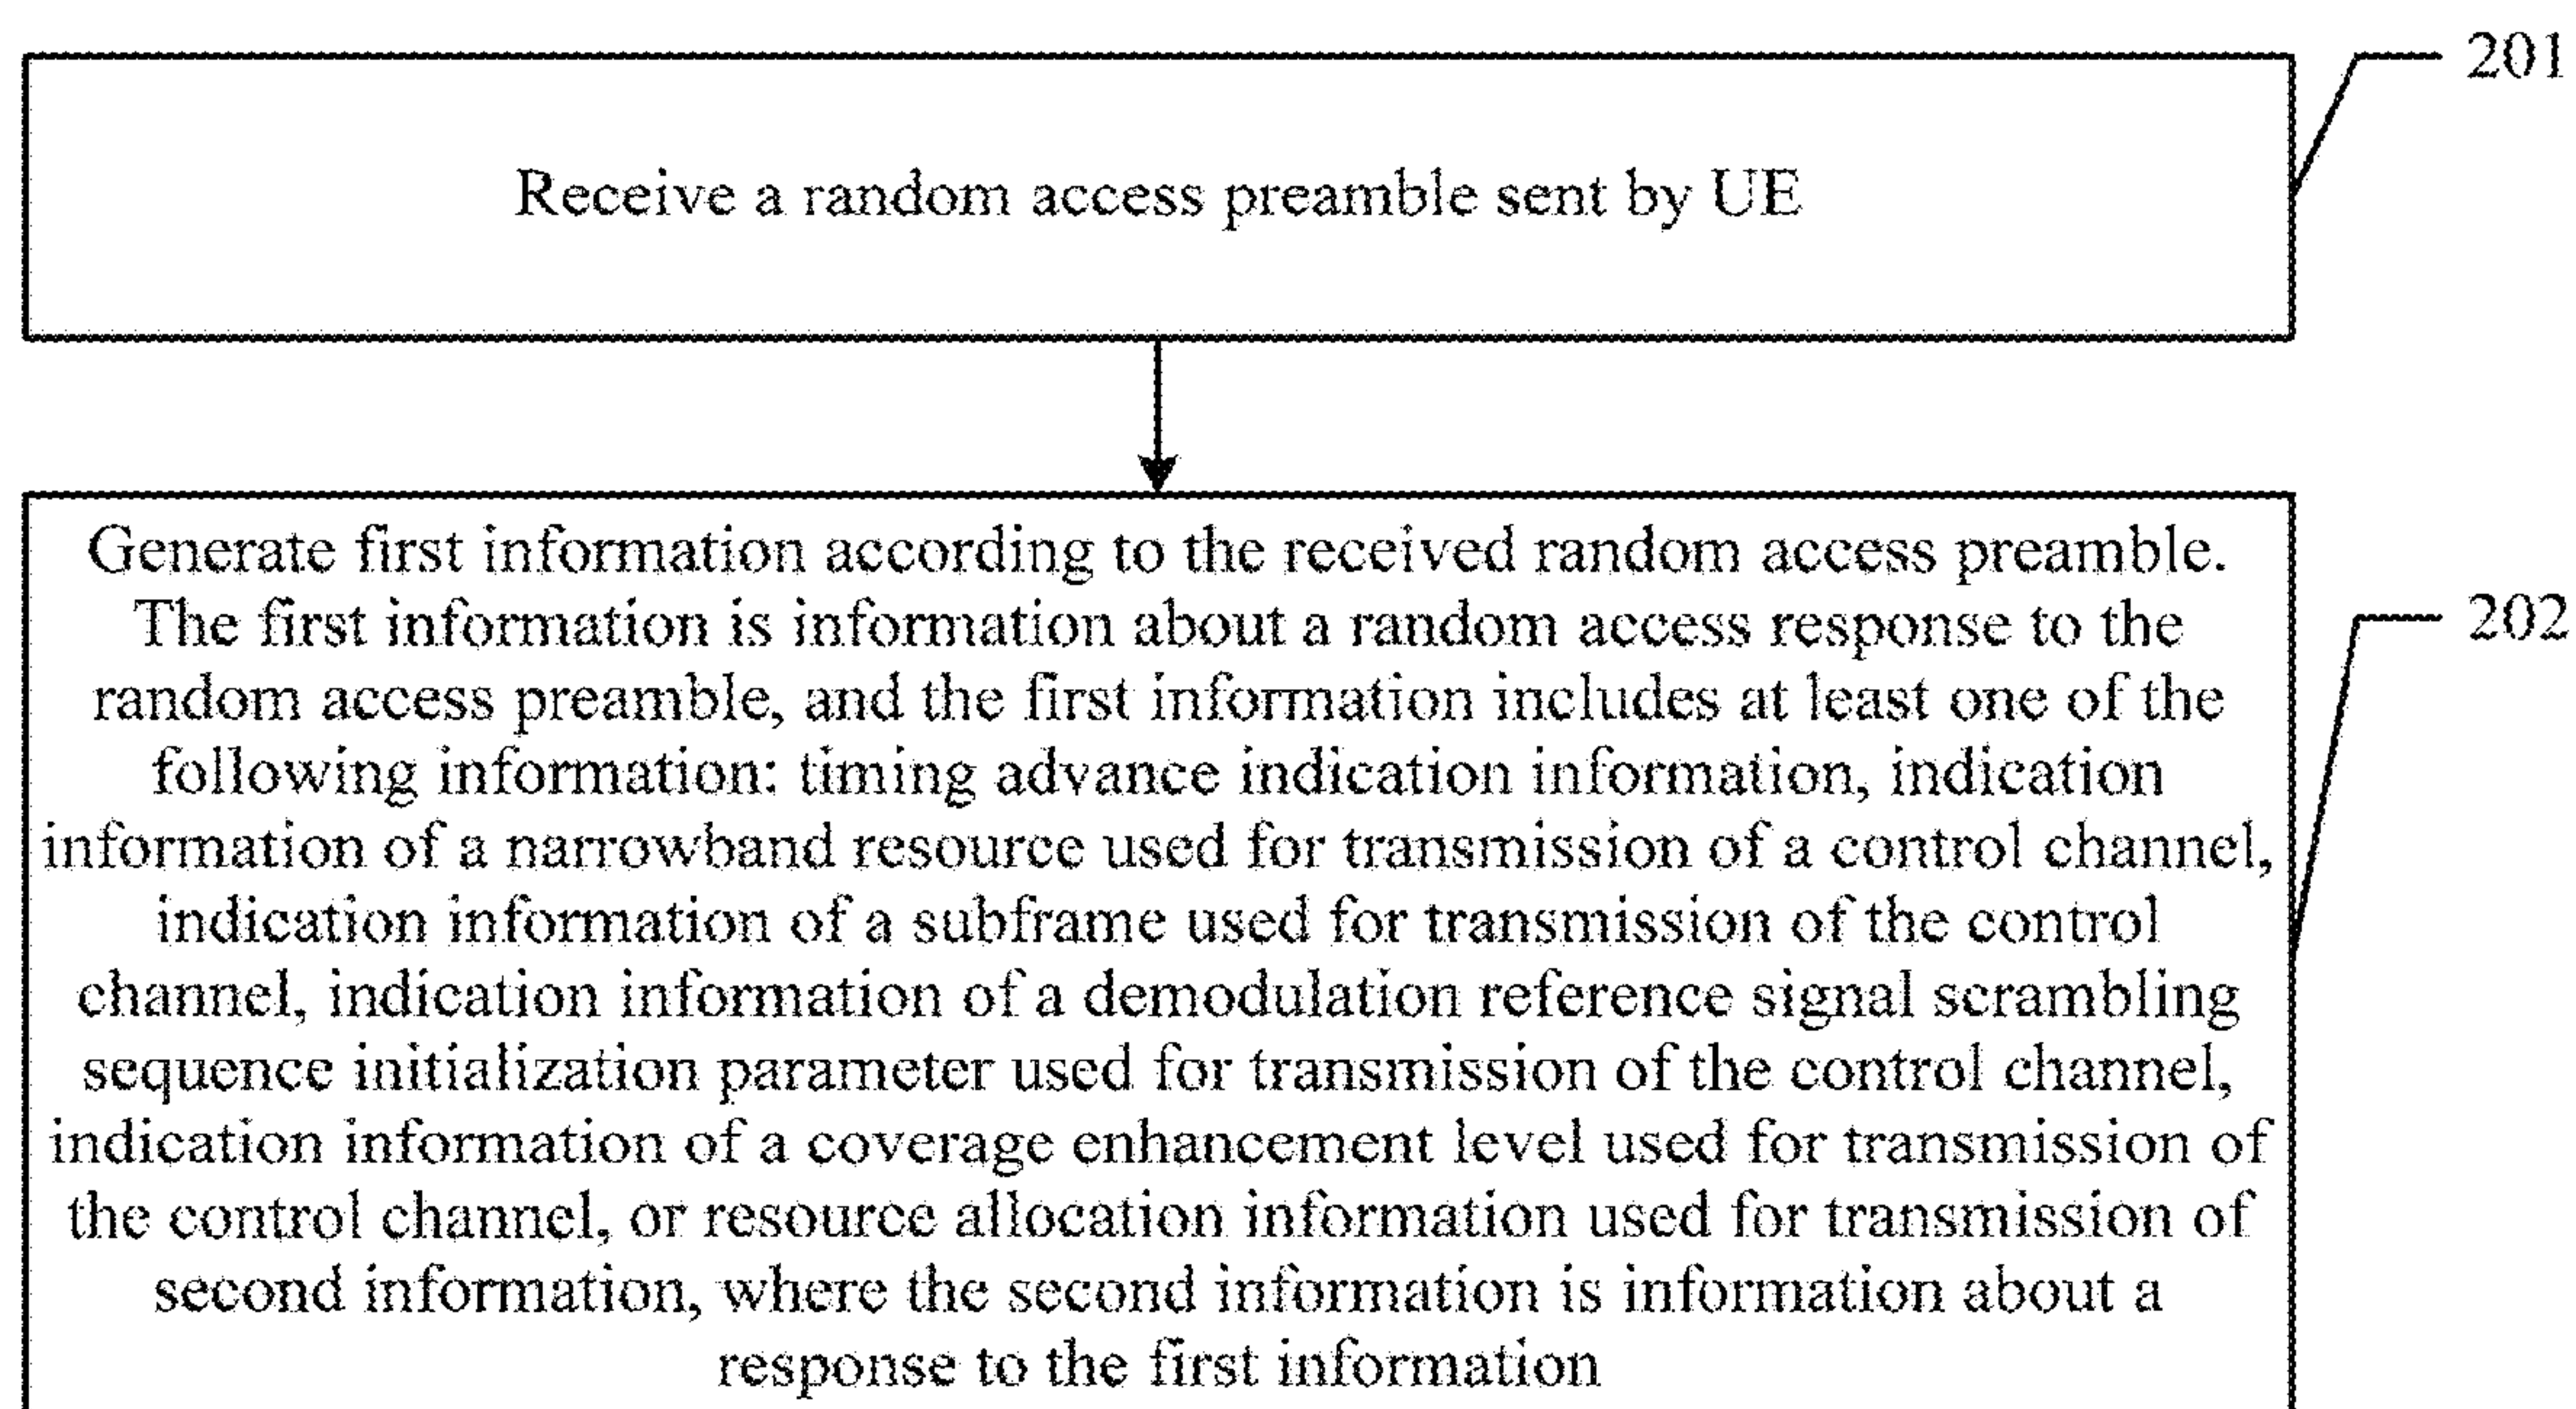 201
Receive a random access preamble sent by UE
Generate first information according to the received random access preamble.
The first information is information about a random access response to the
202
random access preamble, and the first information includes at least one of the
following information: timing advance indication information, indication
information of a narrowband resource used for transmission of a control channel,
indication information of a subframe used for transmission of the control
channel, indication information of a demodulation reference signal scrambling
sequence initialization parameter used for transmission of the control channel,
indication information of a coverage enhancement level used for transmission of
the control channel, or resource allocation information used for transmission of
second information, where the second information is information about a
response to the first information